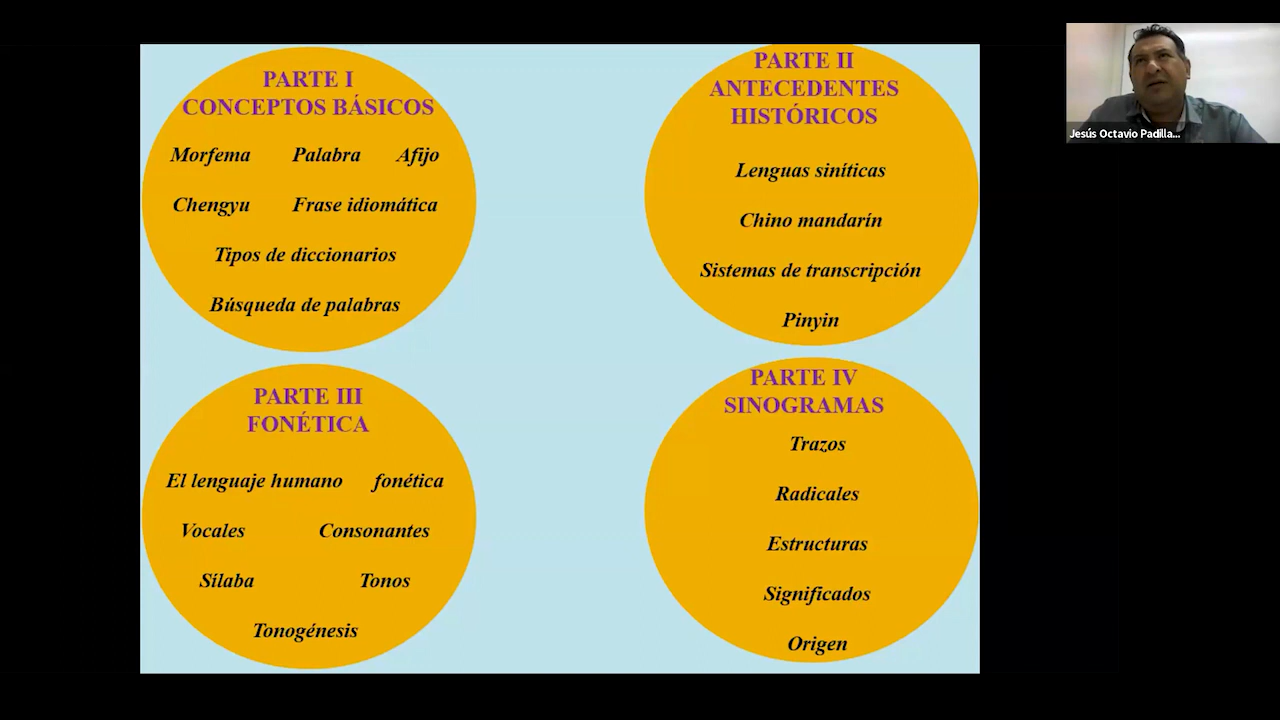 PARTE I
CONCEPTOS BÁSICOS
Morfema Palabra Afijo
Chengyu Frase idiomática
Tipos de diccionarios
Búsqueda de palabras
PARTE II
ANTECEDENTES
HISTÓRICOS
Lenguas siníticas
Chino mandarín
Sistemas de transcripción
Pinyin
PARTE III
FONÉTICA
El lenguaje humano fonética
Vocales Consonantes
Sílaba Tonos
Tonogénesis
PARTE IV
SINOGRAMAS
Trazos
Radicales
Estructuras
Significados
Origen
Jesús Octavio Padilla...